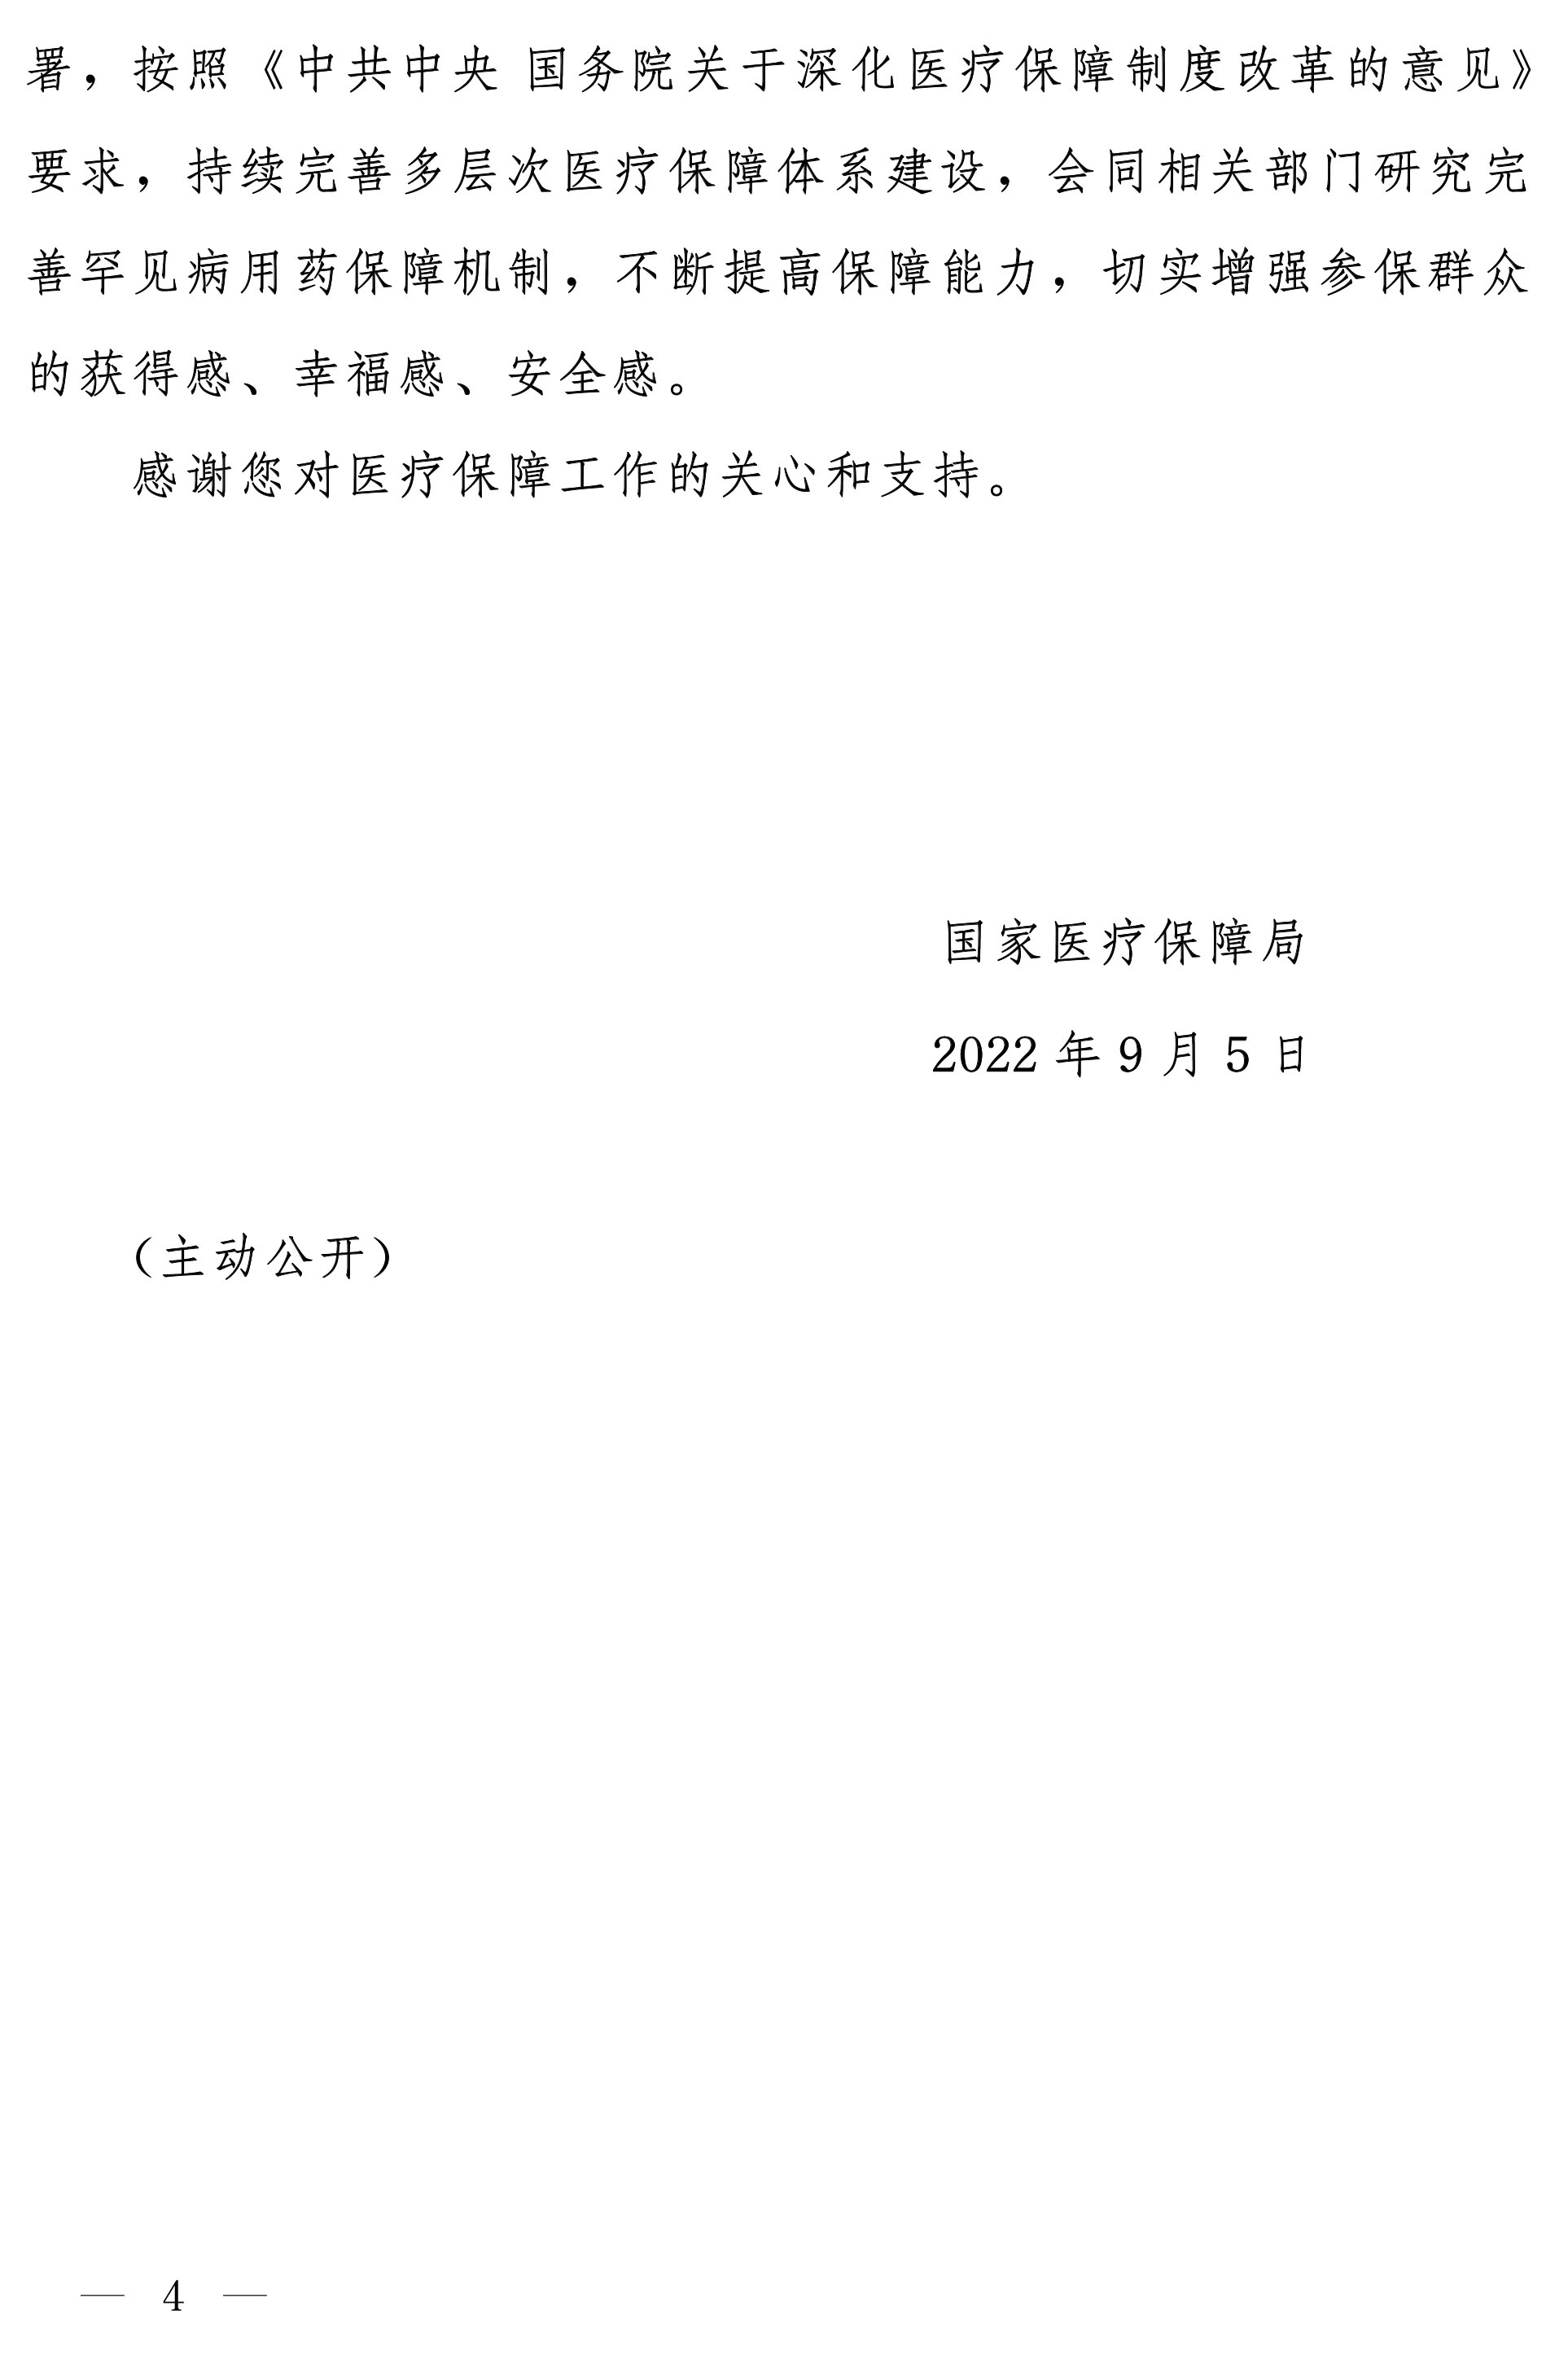 署，按照《中共中央 国务院关于深化医疗保障制度改革的意见》
要求，持续完善多层次医疗保障体系建设，会同相关部门研究完
善罕见病用药保障机制，不断提高保障能力，切实增强参保群众
的获得感、幸福感、安全感。
感谢您对医疗保障工作的关心和支持。
国家医疗保障局
2022 年 9 月 5 日
（主动公开）
— 4 —